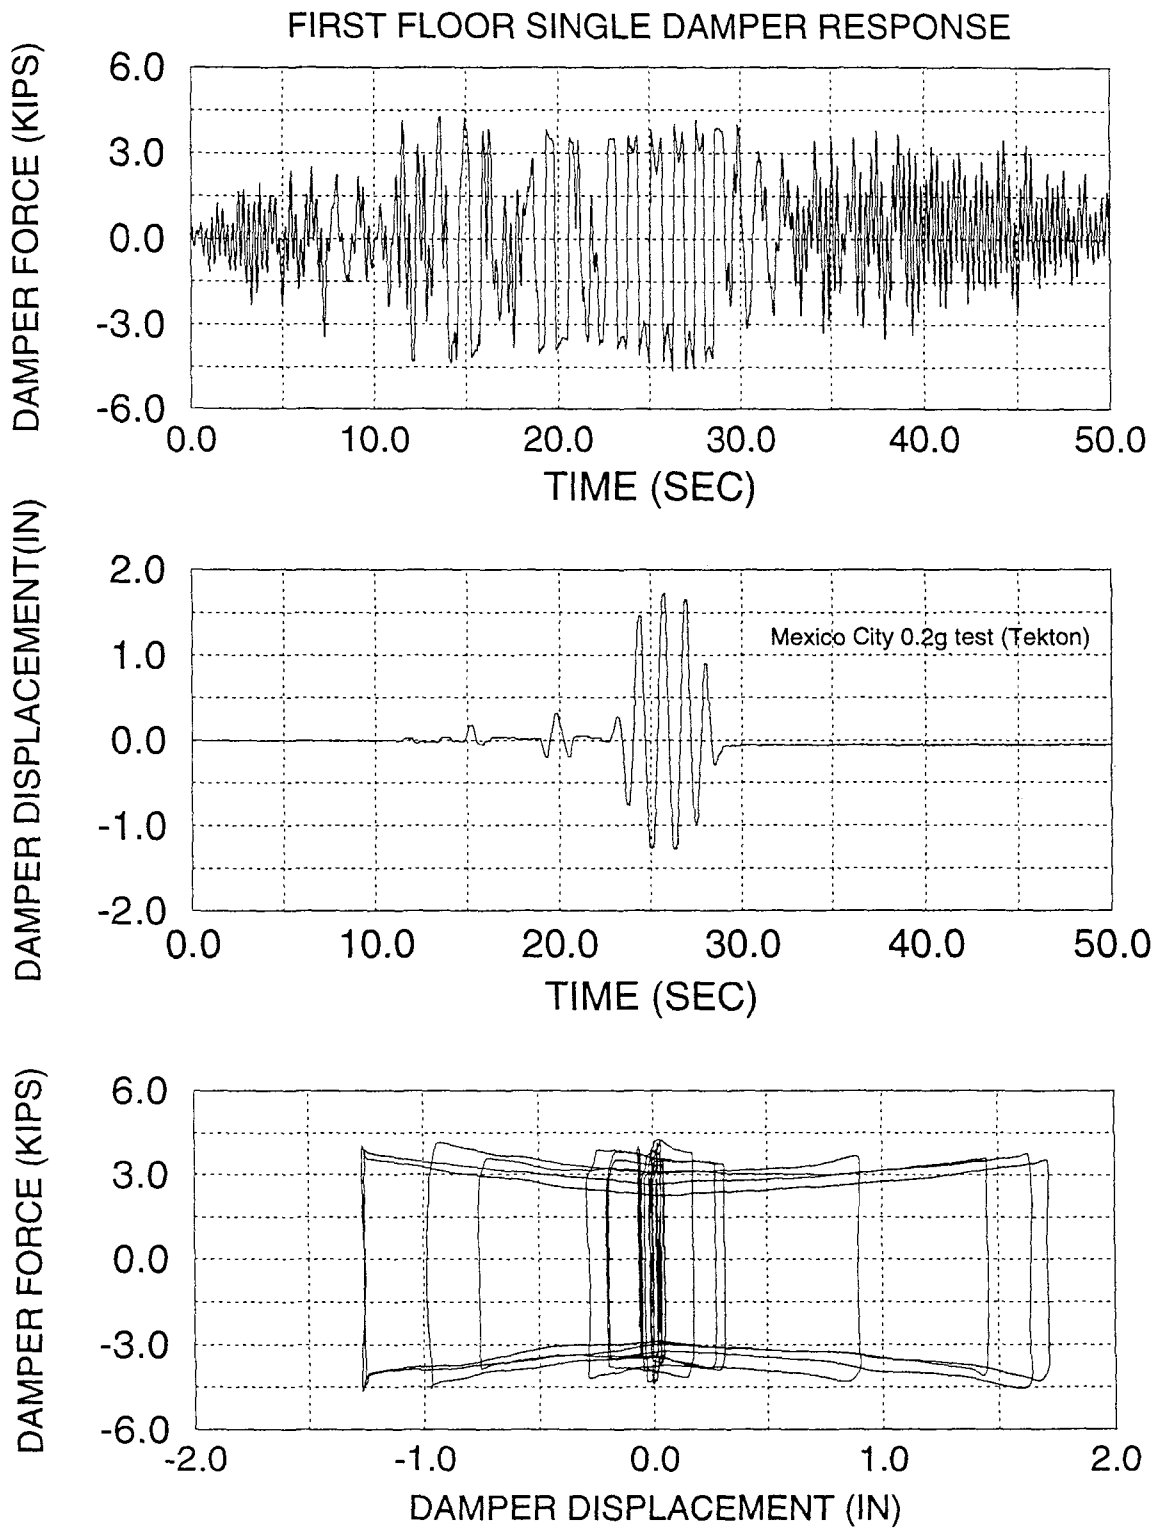 FIRST FLOOR SINGLE DAMPER RESPONSE
DAMPER FORCE (KIPS)
6.0
3.0
0.0
-3.0
-6.0
0.0 10.0 20.0 30.0 40.0 50.0
TIME (SEC)
DAMPER DISPLACEMENT(IN)
2.0
1.0
0.0
-1.0
-2.0
Mexico City 0.2g test (Tekton)
0.0 10.0 20.0 30.0 40.0 50.0
TIME (SEC)
DAMPER FORCE (KIPS)
6.0
3.0
0.0
-3.0
-6.0
-2.0 -1.0 0.0 1.0 2.0
DAMPER DISPLACEMENT (IN)